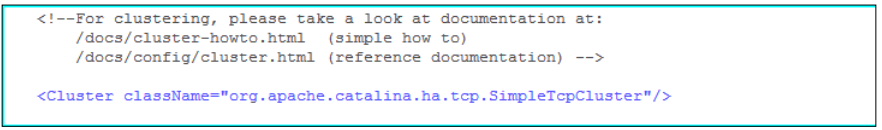 <!--For clustering, please take a look at documentation at:
/docs/cluster-howto.html  (simple how to)
/docs/config/cluster.html (reference documentation) -->
<Cluster className="org.apache.catalina.ha.tcp.SimpleTcpCluster"/>